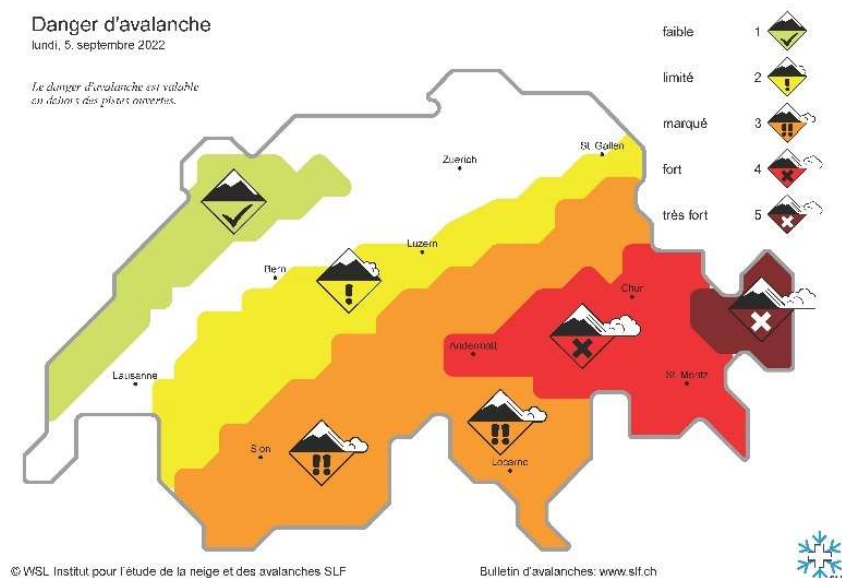 Danger d'avalanche
lundi, 5. septembre 2022
Le danger d'avalanche est valable
en dehors des pistes ouvertes.
faible 1
limité 2
marqué 3
fort 4
très fort 5
St. Gallen
Zuerich
Luzern
Bern
Chur
Andermatt
Lausanne
St. Moritz
Sion
Locarno
© WSL Institut pour l'étude de la neige et des avalanches SLF
Bulletin d'avalanches: www.slf.ch